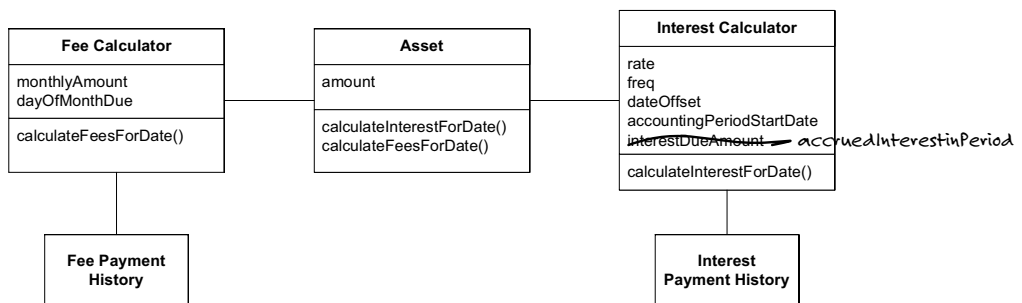 Fee Calculator
monthlyAmount
dayOfMonthDue
calculateFeesForDate()
Asset
amount
calculateInterestForDate()
calculateFeesForDate()
Interest Calculator
rate
freq
dateOffset
accountingPeriodStartDate
interestDueAmount accruedInterestinPeriod
calculateInterestForDate()
Fee Payment
History
Interest
Payment History